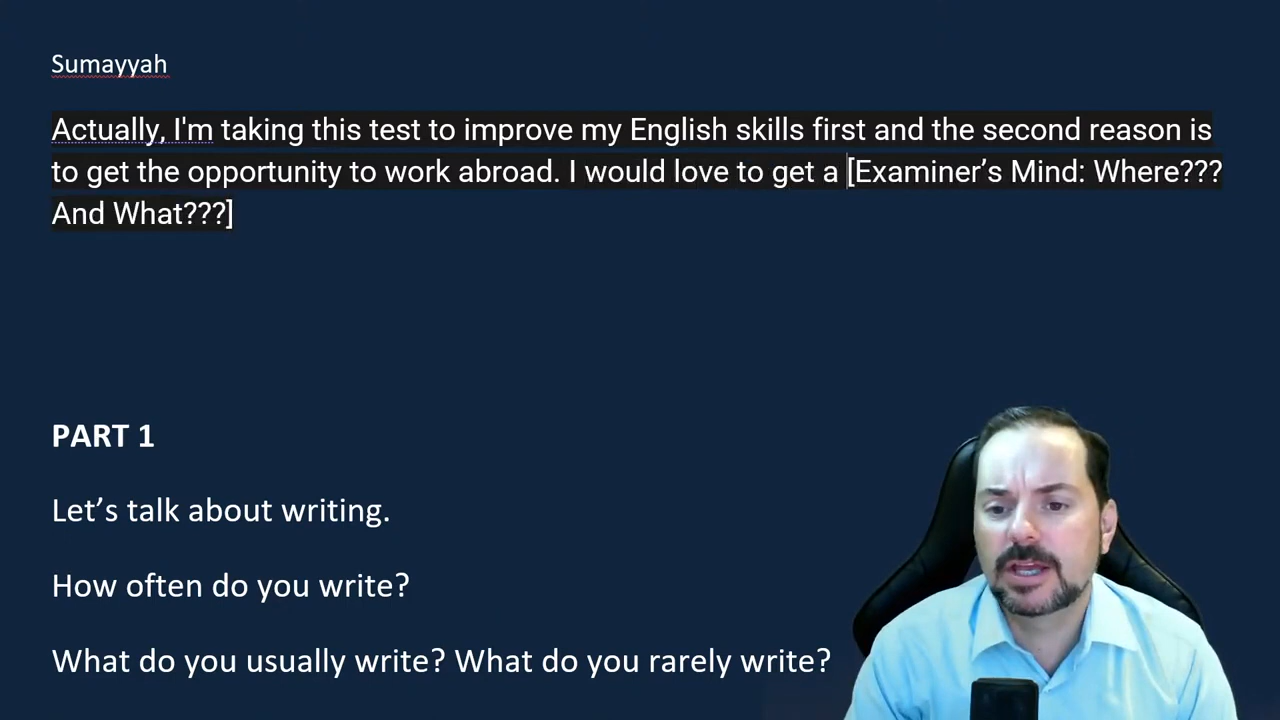 Sumayyah
Actually, I'm taking this test to improve my English skills first and the second reason is
to get the opportunity to work abroad. I would love to get a [Examiner’s Mind: Where???
And What???]
PART 1
Let’s talk about writing.
How often do you write?
What do you usually write? What do you rarely write?